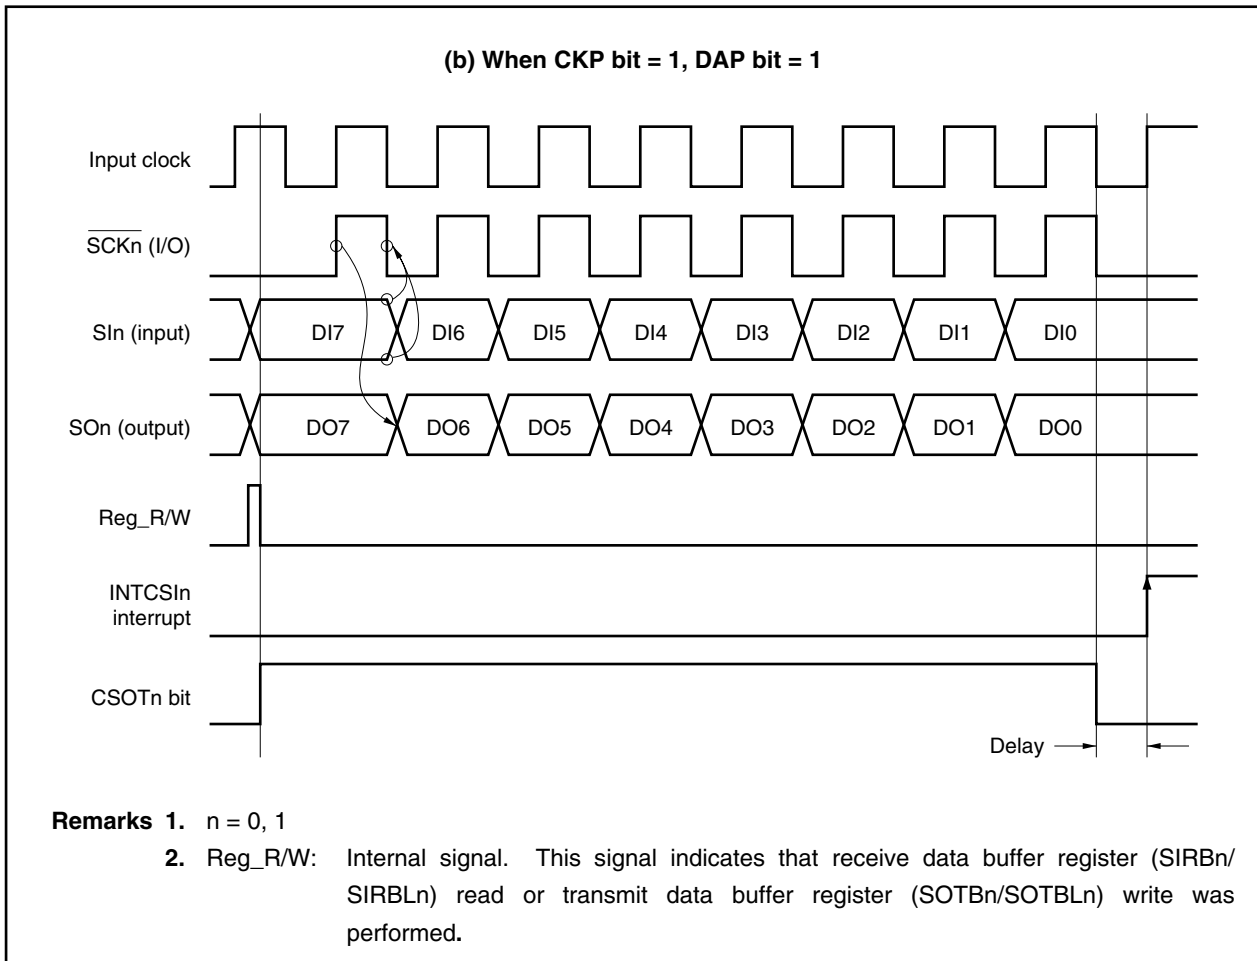 (b) When CKP bit = 1, DAP bit = 1
Input clock
SCKn (I/O)
SIn (input)
DI7 DI6 DI5 DI4 DI3 DI2 DI1 DI0
SOn (output)
DO7 DO6 DO5 DO4 DO3 DO2 DO1 DO0
Reg_R/W
INTCSIn
interrupt
CSOTn bit
Delay
Remarks 1. n = 0, 1
2. Reg_R/W: Internal signal. This signal indicates that receive data buffer register (SIRBn/
SIRBLn) read or transmit data buffer register (SOTBn/SOTBLn) write was
performed.